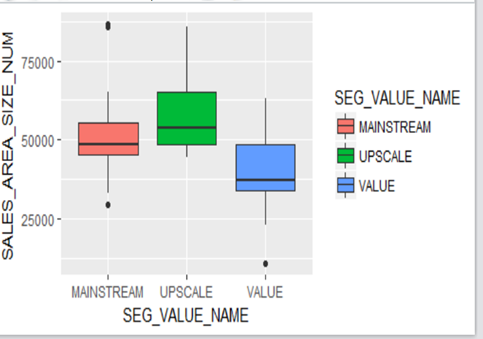 SALES_AREA_SIZE_NUM
75000
50000
25000
MAINSTREAM UPSCALE VALUE
SEG_VALUE_NAME
SEG_VALUE_NAME
MAINSTREAM
UPSCALE
VALUE